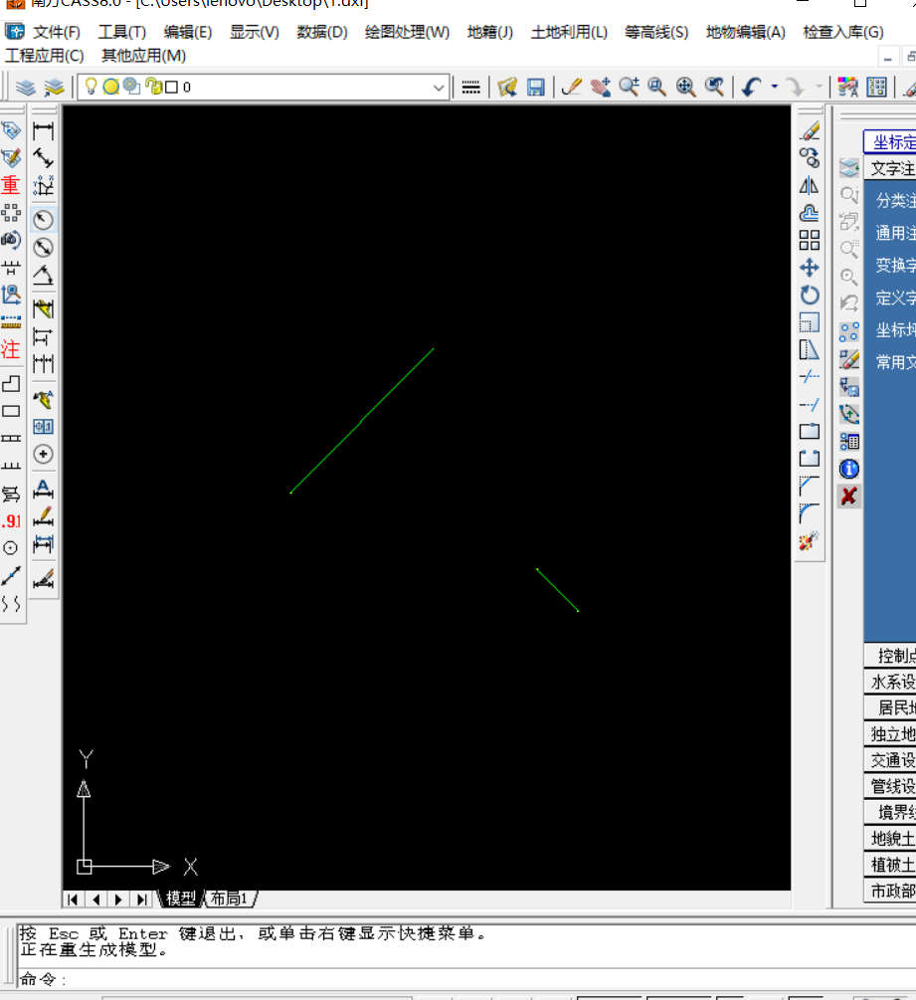 南方CASS8.0 - [C:\Users\lenovo\Desktop\1.dxf]
文件(F) 工具(T) 编辑(E) 显示(V) 数据(D) 绘图处理(W) 地籍(J) 土地利用(L) 等高线(S) 地物编辑(A) 检查入库(G)
工程应用(C) 其他应用(M)
0
重
注
.91
A
坐标定
文字注
分类注
通用注
变换字
定义字
坐标坪
常用文
控制点
水系设
居民地
独立地
交通设
管线设
境界线
地貌土
植被土
市政部
Y
X
模型 布局1
按 Esc 或 Enter 键退出，或单击右键显示快捷菜单。
正在重生成模型。
命令: